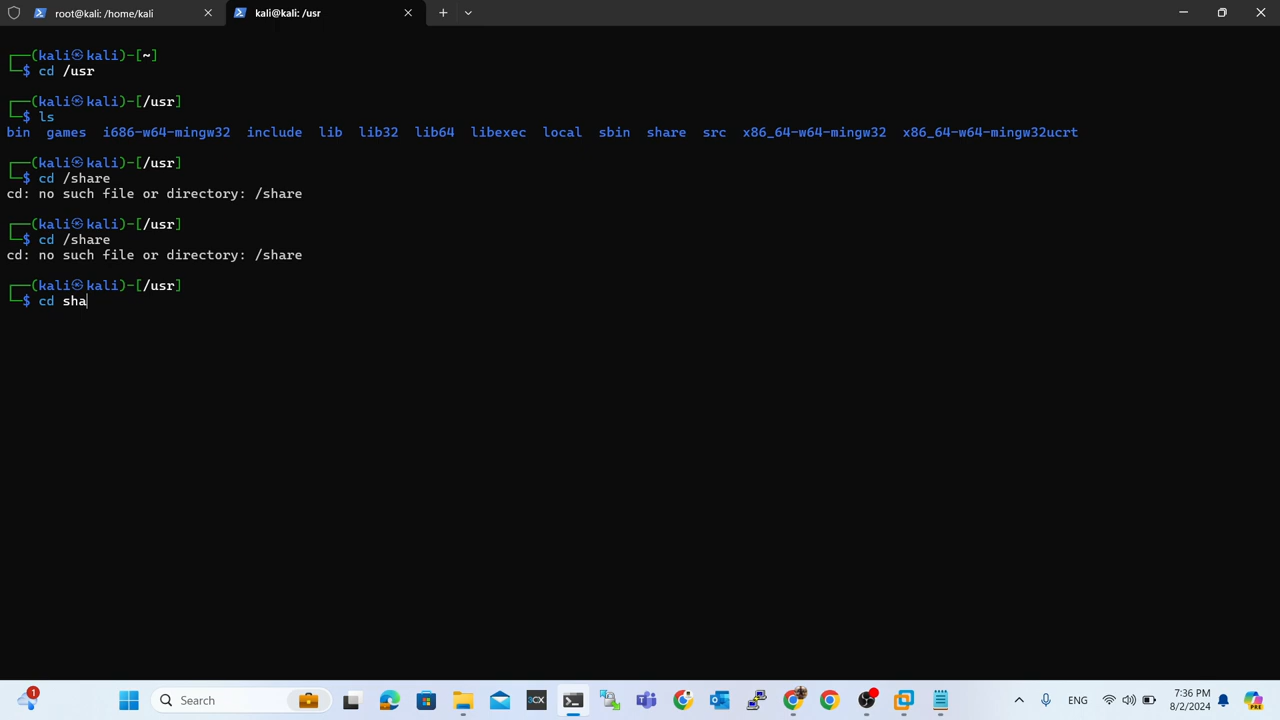 root@kali: /home/kali
kali@kali: /usr
┌──(kali㉿kali)-[~]
└─$ cd /usr
┌──(kali㉿kali)-[/usr]
└─$ ls
bin games i686-w64-mingw32 include lib lib32 lib64 libexec local sbin share src x86_64-w64-mingw32 x86_64-w64-mingw32ucrt
┌──(kali㉿kali)-[/usr]
└─$ cd /share
cd: no such file or directory: /share
┌──(kali㉿kali)-[/usr]
└─$ cd /share
cd: no such file or directory: /share
┌──(kali㉿kali)-[/usr]
└─$ cd sha
1
Search
3CX
ENG
7:36 PM
8/2/2024
PRE